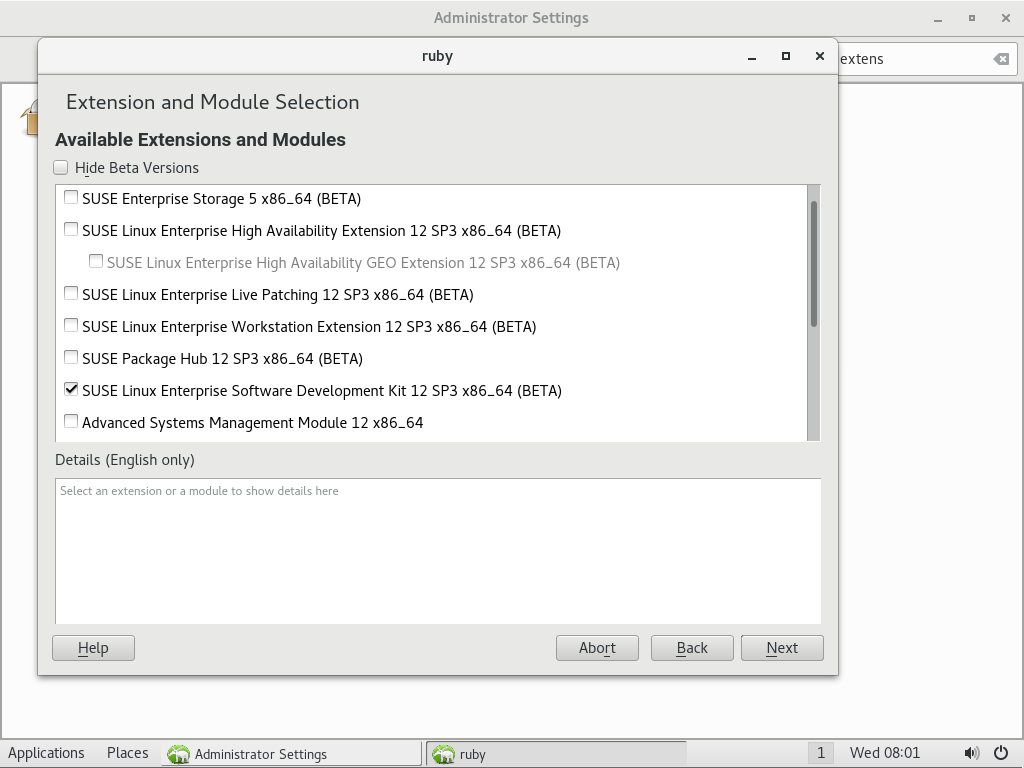 Administrator Settings
ruby
extens
Extension and Module Selection
Available Extensions and Modules
Hide Beta Versions
SUSE Enterprise Storage 5 x86_64 (BETA)
SUSE Linux Enterprise High Availability Extension 12 SP3 x86_64 (BETA)
SUSE Linux Enterprise High Availability GEO Extension 12 SP3 x86_64 (BETA)
SUSE Linux Enterprise Live Patching 12 SP3 x86_64 (BETA)
SUSE Linux Enterprise Workstation Extension 12 SP3 x86_64 (BETA)
SUSE Package Hub 12 SP3 x86_64 (BETA)
SUSE Linux Enterprise Software Development Kit 12 SP3 x86_64 (BETA)
Advanced Systems Management Module 12 x86_64
Details (English only)
Select an extension or a module to show details here
Help Abort Back Next
Applications Places Administrator Settings ruby 1 Wed 08:01